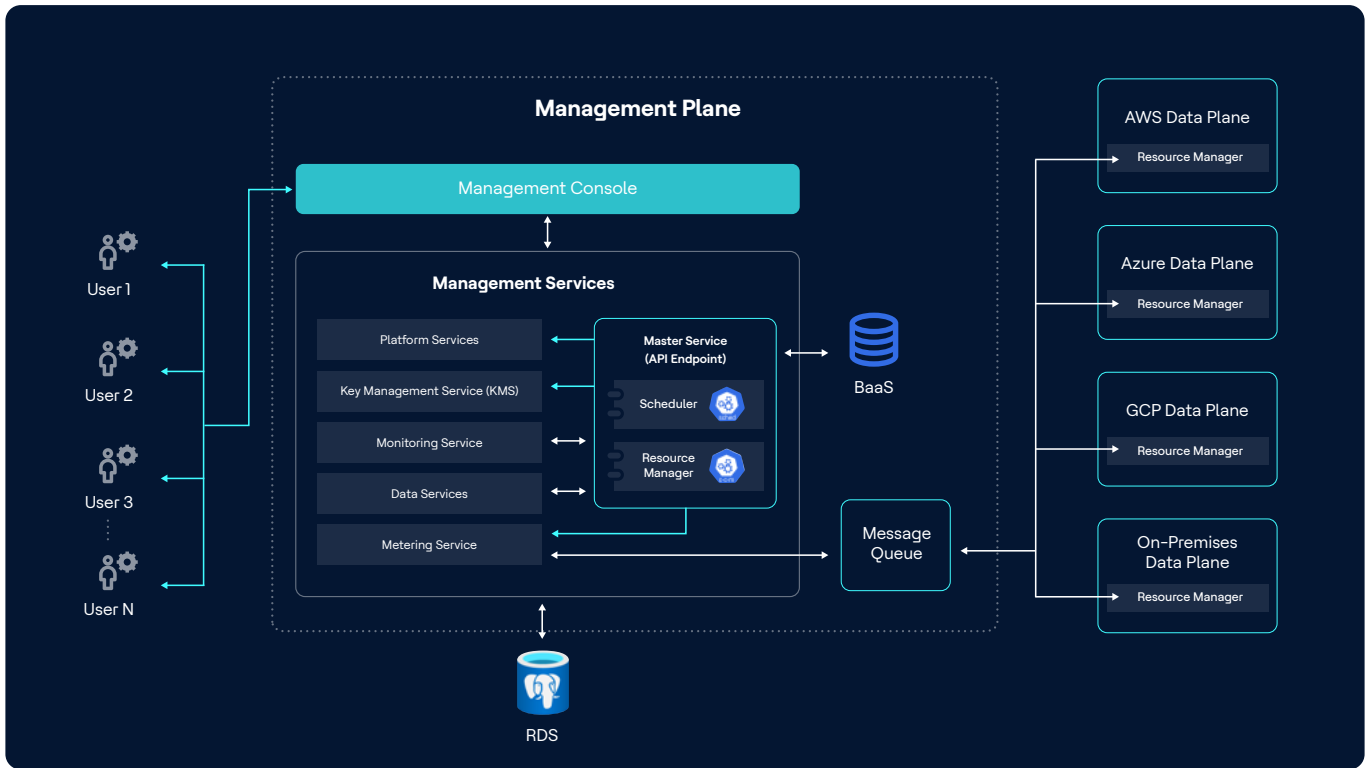 Management Plane
Management Console
User 1
User 2
User 3
User N
Management Services
Platform Services
Key Management Service (KMS)
Monitoring Service
Data Services
Metering Service
Master Service
(API Endpoint)
Scheduler
Resource
Manager
BaaS
Message
Queue
RDS
AWS Data Plane
Resource Manager
Azure Data Plane
Resource Manager
GCP Data Plane
Resource Manager
On-Premises
Data Plane
Resource Manager